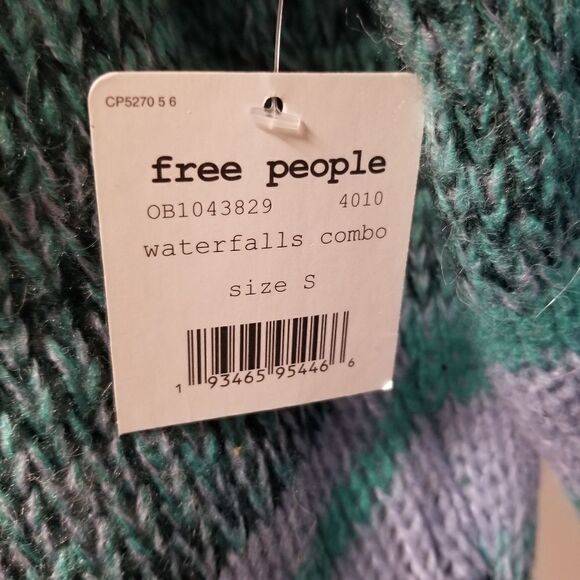 CP5270 5 6
free people
OB1043829 4010
waterfalls combo
size S
1 93465 95446 6